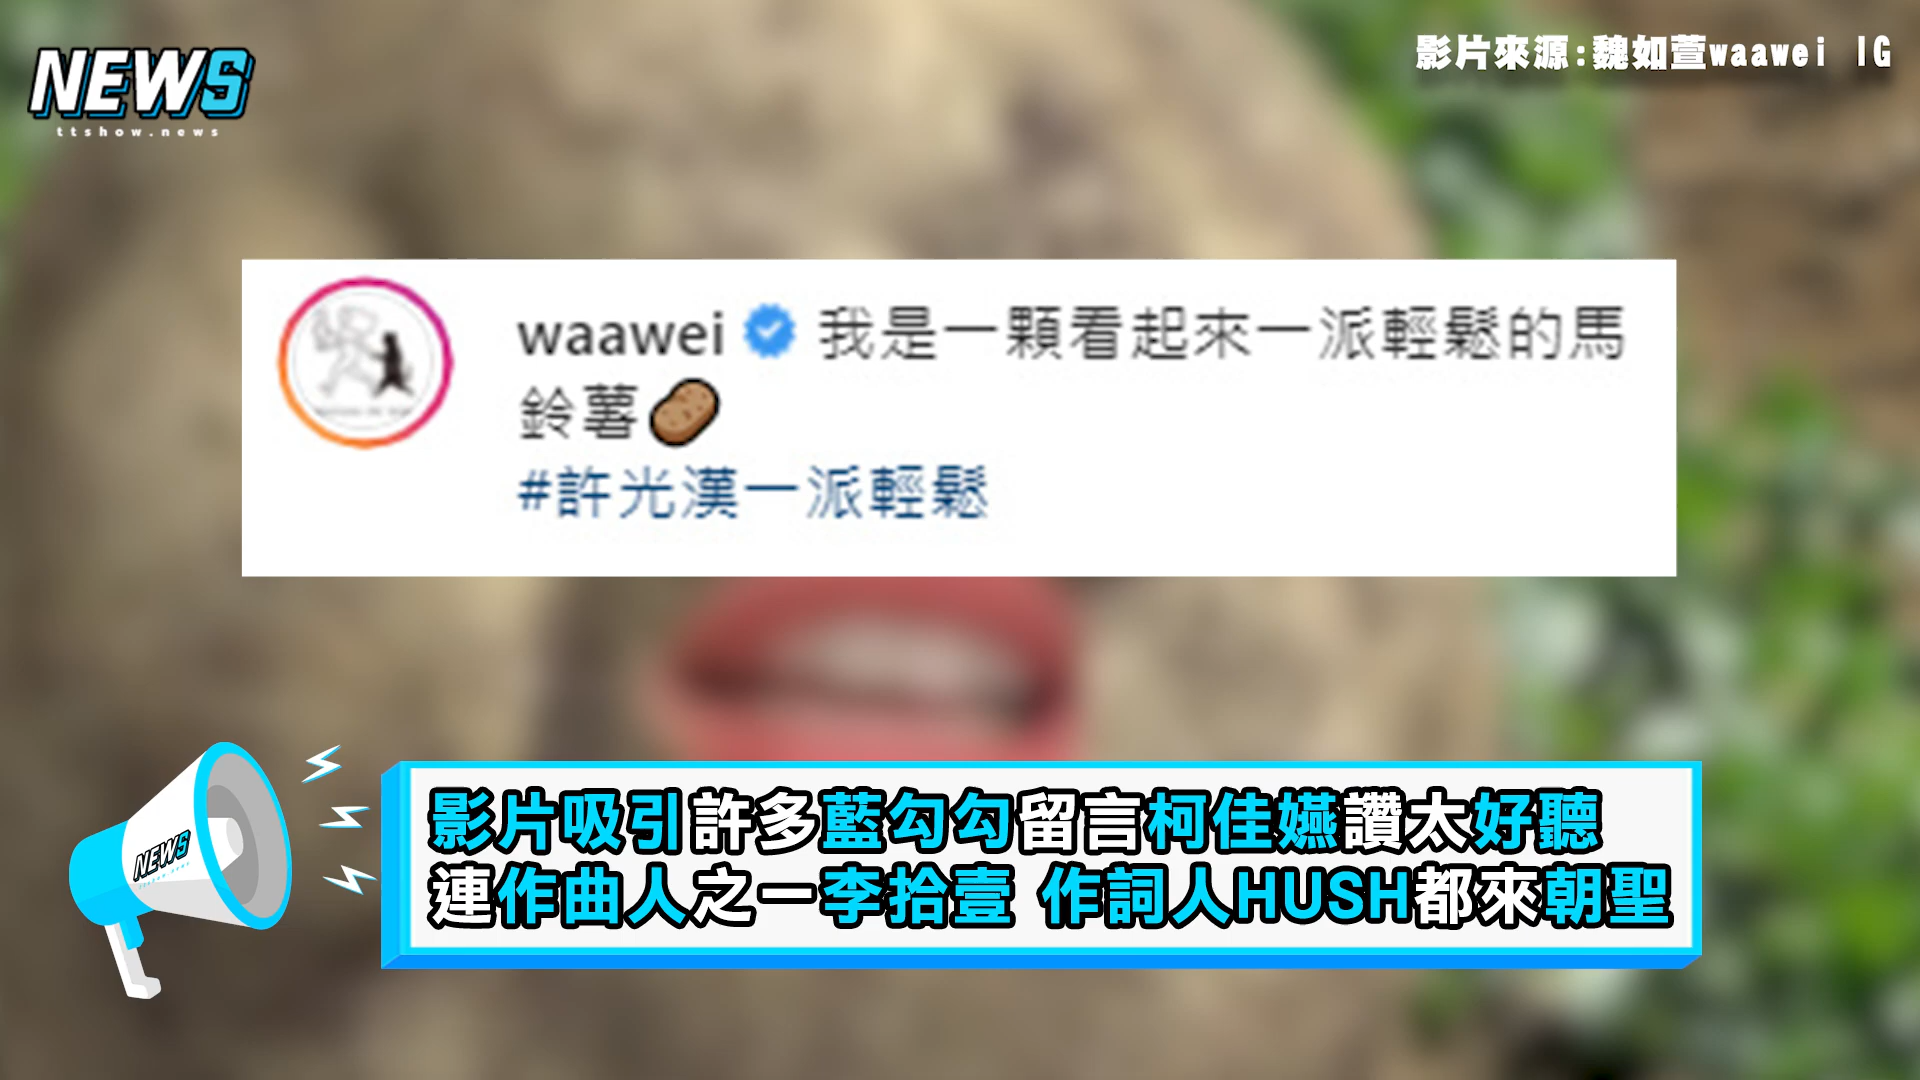 NEWS
ttshow.news
影片來源:魏如萱waawei IG
waawei 我是一顆看起來一派輕鬆的馬
鈴薯🥔
#許光漢一派輕鬆
NEWS
影片吸引許多藍勾勾留言柯佳嬿讚太好聽
連作曲人之一李拾壹 作詞人HUSH都來朝聖